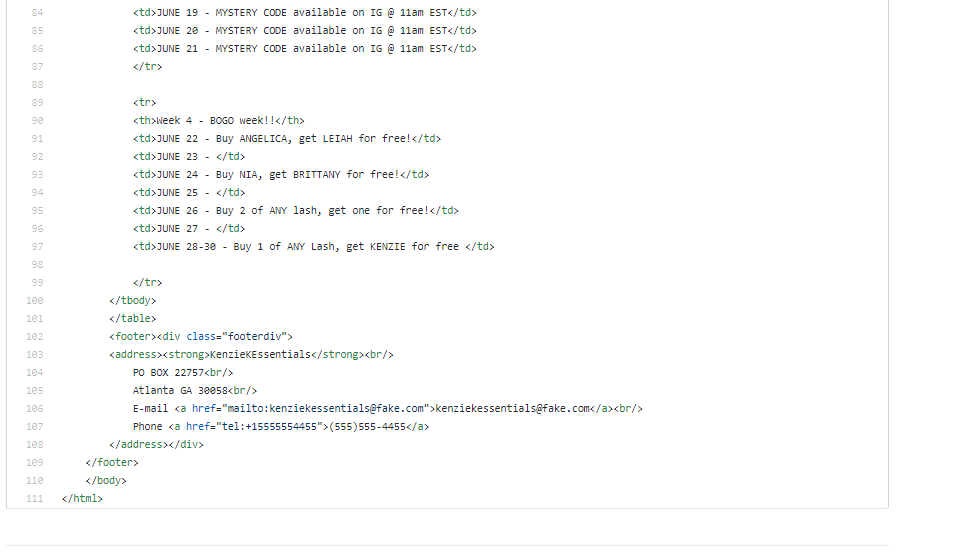 84 <td>JUNE 19 - MYSTERY CODE available on IG @ 11am EST</td>
85 <td>JUNE 20 - MYSTERY CODE available on IG @ 11am EST</td>
86 <td>JUNE 21 - MYSTERY CODE available on IG @ 11am EST</td>
87 </tr>
88
89 <tr>
90 <th>Week 4 - BOGO week!!</th>
91 <td>JUNE 22 - Buy ANGELICA, get LEIAH for free!</td>
92 <td>JUNE 23 - </td>
93 <td>JUNE 24 - Buy NIA, get BRITTANY for free!</td>
94 <td>JUNE 25 - </td>
95 <td>JUNE 26 - Buy 2 of ANY lash, get one for free!</td>
96 <td>JUNE 27 - </td>
97 <td>JUNE 28-30 - Buy 1 of ANY Lash, get KENZIE for free </td>
98
99 </tr>
100 </tbody>
101 </table>
102 <footer><div class="footerdiv">
103 <address><strong>KenzieKEssentials</strong><br/>
104 PO BOX 22757<br/>
105 Atlanta GA 30058<br/>
106 E-mail <a href="mailto:kenziekessentials@fake.com">kenziekessentials@fake.com</a><br/>
107 Phone <a href="tel:+15555554455">(555)555-4455</a>
108 </address></div>
109 </footer>
110 </body>
111 </html>